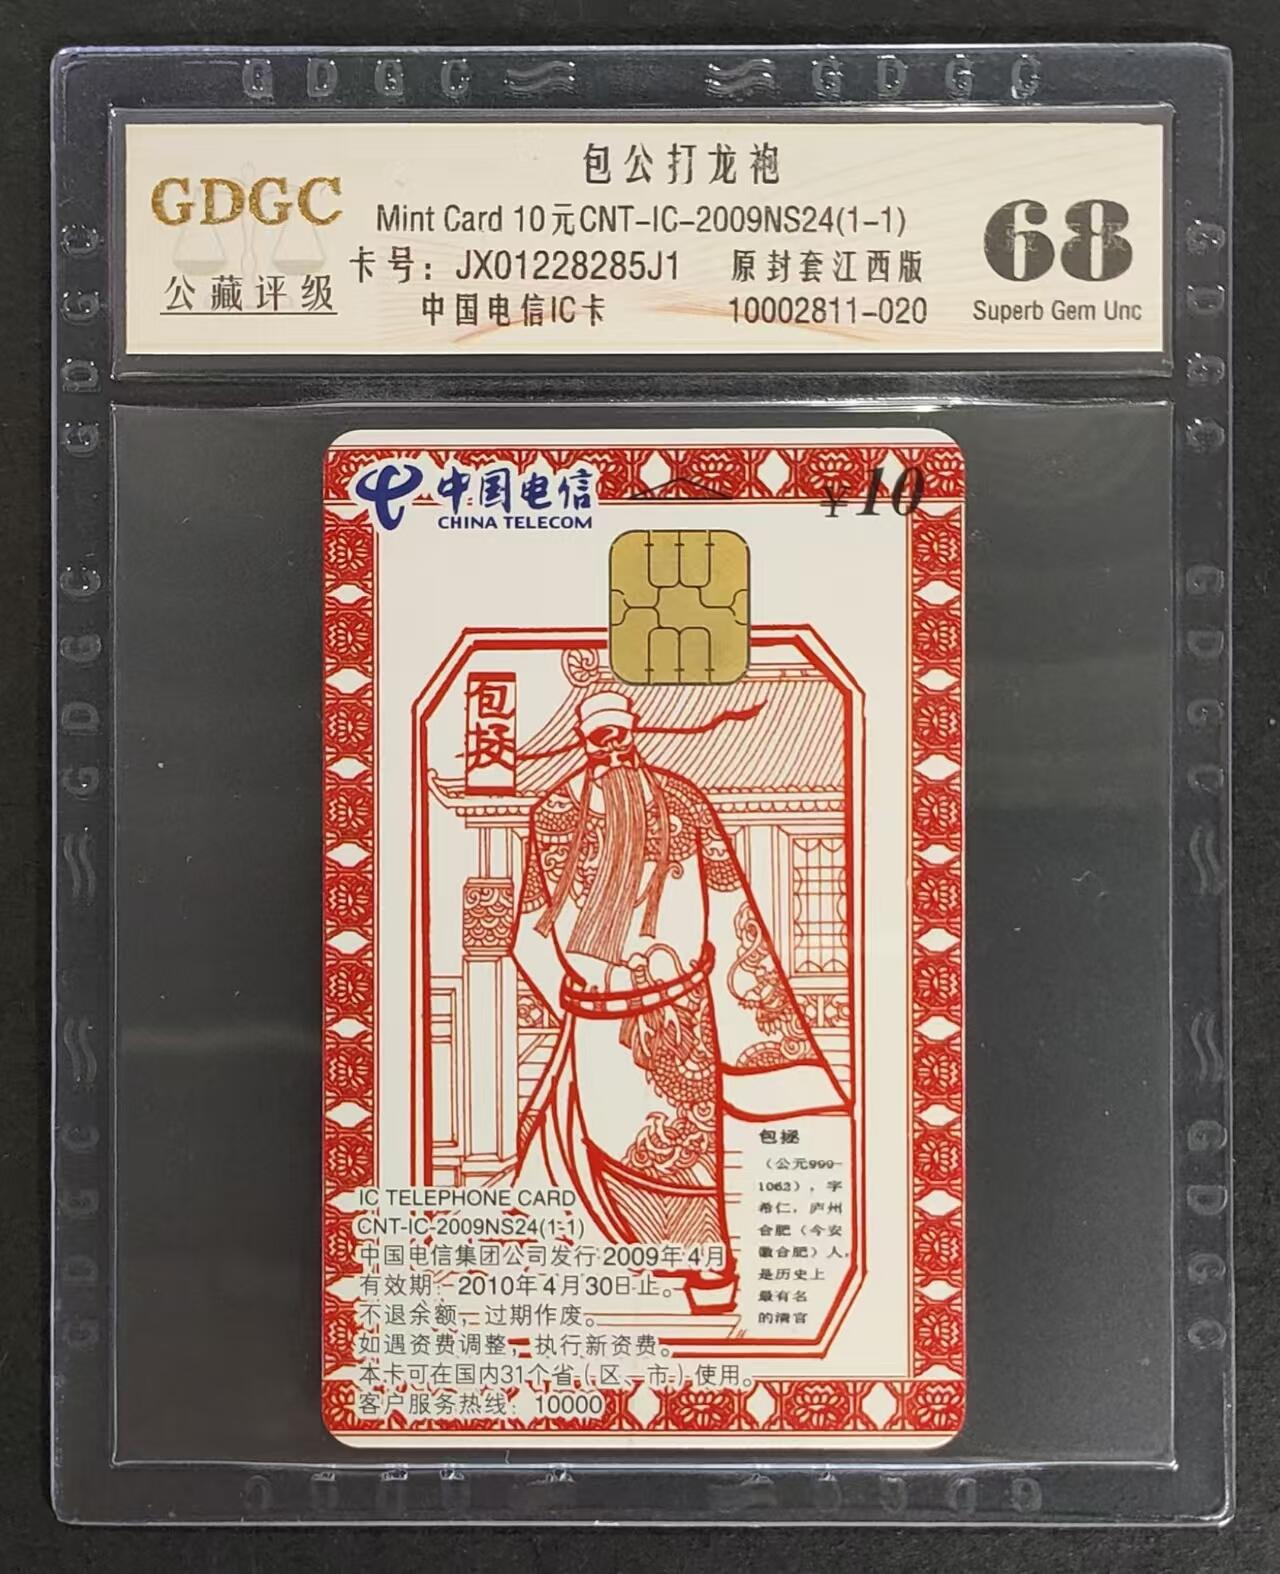 GDGC GDGC
包公打龙袍
GDGC
公藏评级
Mint Card 10元CNT-IC-2009NS24(1-1)
卡号：JX01228285J1 原封套江西版
中国电信IC卡 10002811-020
68
Superb Gem Unc
中国电信
CHINA TELECOM
¥10
包拯
包拯
（公元999-
1062），字
希仁，庐州
合肥（今安
徽合肥）人，
是历史上
最有名
的清官
IC TELEPHONE CARD
CNT-IC-2009NS24(1-1)
中国电信集团公司发行 2009年4月
有效期：2010年4月30日止。
不退余额，过期作废。
如遇资费调整，执行新资费。
本卡可在国内31个省（区、市）使用。
客户服务热线：10000